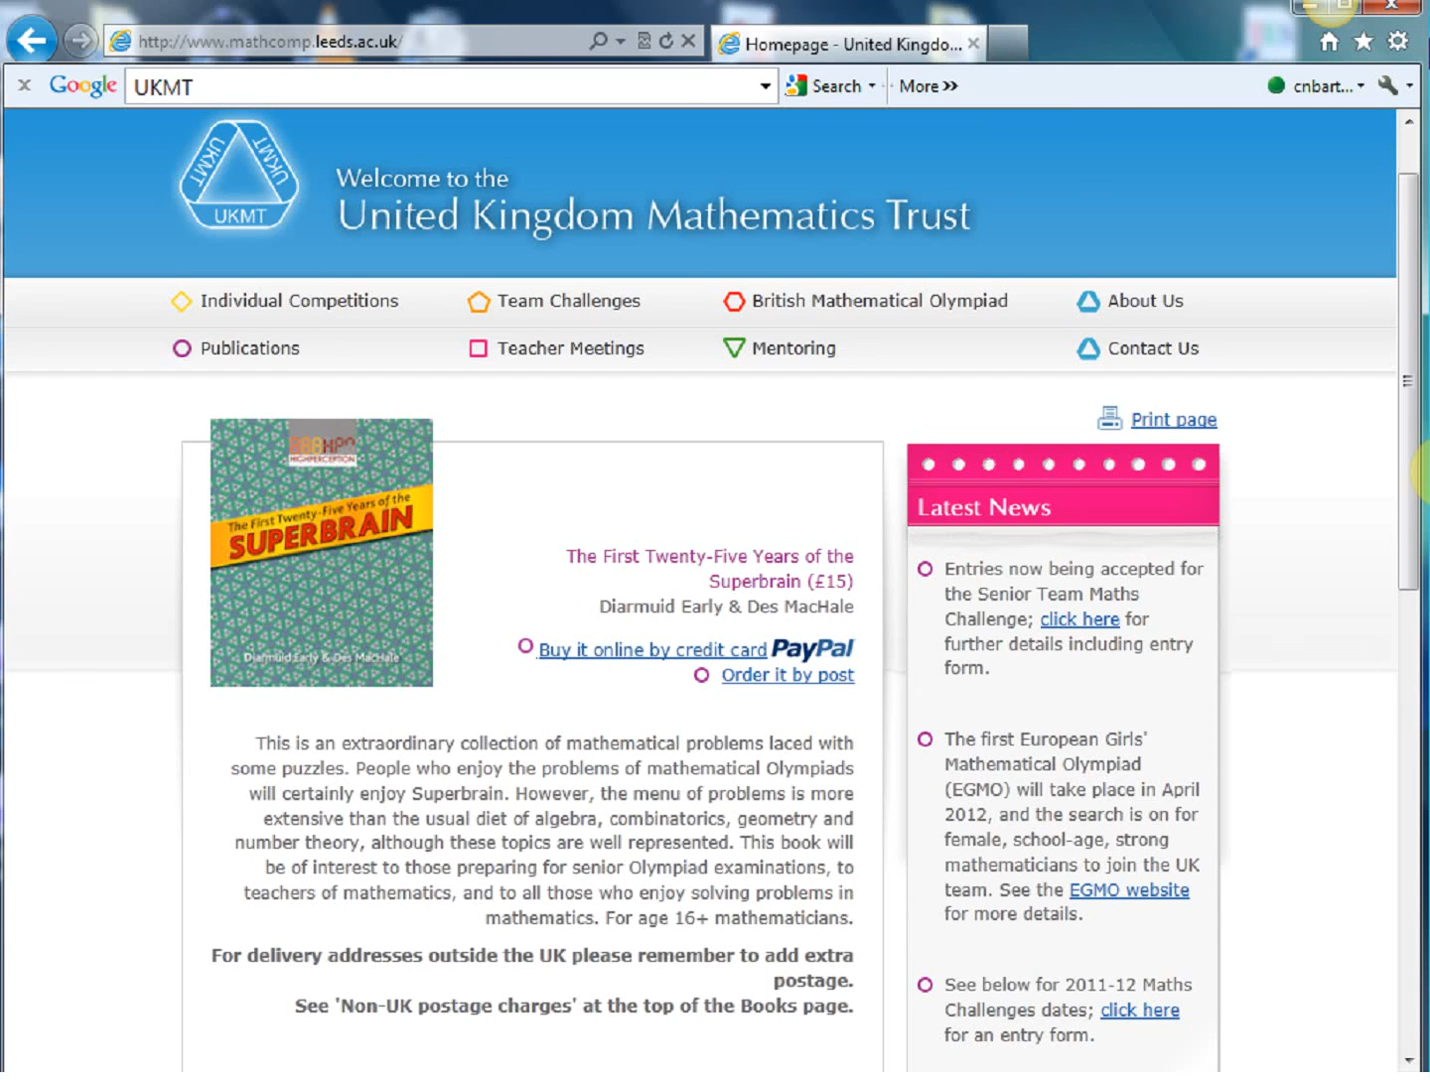 http://www.mathcomp.leeds.ac.uk/
Homepage - United Kingdo...
Google
UKMT
Search
More
cnbart...
UKMT
UKMT
UKMT
Welcome to the
United Kingdom Mathematics Trust
Individual Competitions
Team Challenges
British Mathematical Olympiad
About Us
Publications
Teacher Meetings
Mentoring
Contact Us
Print page
HIGHPERCEPTION
The First Twenty-Five Years of the
SUPERBRAIN
Diarmuid Early & Des MacHale
The First Twenty-Five Years of the
Superbrain (£15)
Diarmuid Early & Des MacHale
Buy it online by credit card PayPal
Order it by post
This is an extraordinary collection of mathematical problems laced with
some puzzles. People who enjoy the problems of mathematical Olympiads
will certainly enjoy Superbrain. However, the menu of problems is more
extensive than the usual diet of algebra, combinatorics, geometry and
number theory, although these topics are well represented. This book will
be of interest to those preparing for senior Olympiad examinations, to
teachers of mathematics, and to all those who enjoy solving problems in
mathematics. For age 16+ mathematicians.
For delivery addresses outside the UK please remember to add extra
postage.
See 'Non-UK postage charges' at the top of the Books page.
Latest News
Entries now being accepted for
the Senior Team Maths
Challenge; click here for
further details including entry
form.
The first European Girls'
Mathematical Olympiad
(EGMO) will take place in April
2012, and the search is on for
female, school-age, strong
mathematicians to join the UK
team. See the EGMO website
for more details.
See below for 2011-12 Maths
Challenges dates; click here
for an entry form.